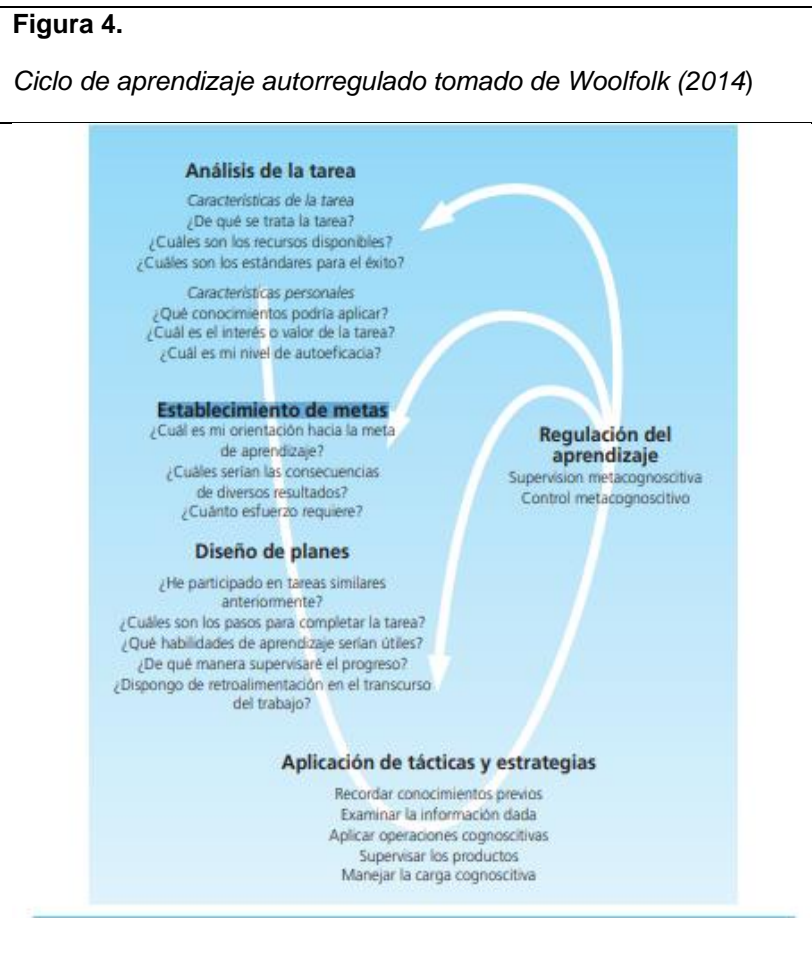 Figura 4.
Ciclo de aprendizaje autorregulado tomado de Woolfolk (2014)
Análisis de la tarea
Características de la tarea
¿De qué se trata la tarea?
¿Cuáles son los recursos disponibles?
¿Cuáles son los estándares para el éxito?
Características personales
¿Qué conocimientos podría aplicar?
¿Cuál es el interés o valor de la tarea?
¿Cuál es mi nivel de autoeficacia?
Establecimiento de metas
¿Cuál es mi orientación hacia la meta
de aprendizaje?
¿Cuáles serían las consecuencias
de diversos resultados?
¿Cuánto esfuerzo requiere?
Regulación del
aprendizaje
Supervision metacognoscitiva
Control metacognoscitivo
Diseño de planes
¿He participado en tareas similares
anteriormente?
¿Cuáles son los pasos para completar la tarea?
¿Qué habilidades de aprendizaje serían útiles?
¿De qué manera supervisaré el progreso?
¿Dispongo de retroalimentación en el transcurso
del trabajo?
Aplicación de tácticas y estrategias
Recordar conocimientos previos
Examinar la información dada
Aplicar operaciones cognoscitivas
Supervisar los productos
Manejar la carga cognoscitiva